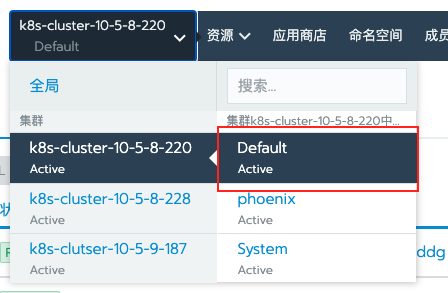 k8s-cluster-10-5-8-220
Default
资源
应用商店
命名空间
成员
全局
搜索...
集群
集群k8s-cluster-10-5-8-220中...
k8s-cluster-10-5-8-220
Active
Default
Active
k8s-cluster-10-5-8-228
Active
phoenix
Active
k8s-clutser-10-5-9-187
Active
System
Active
ddg